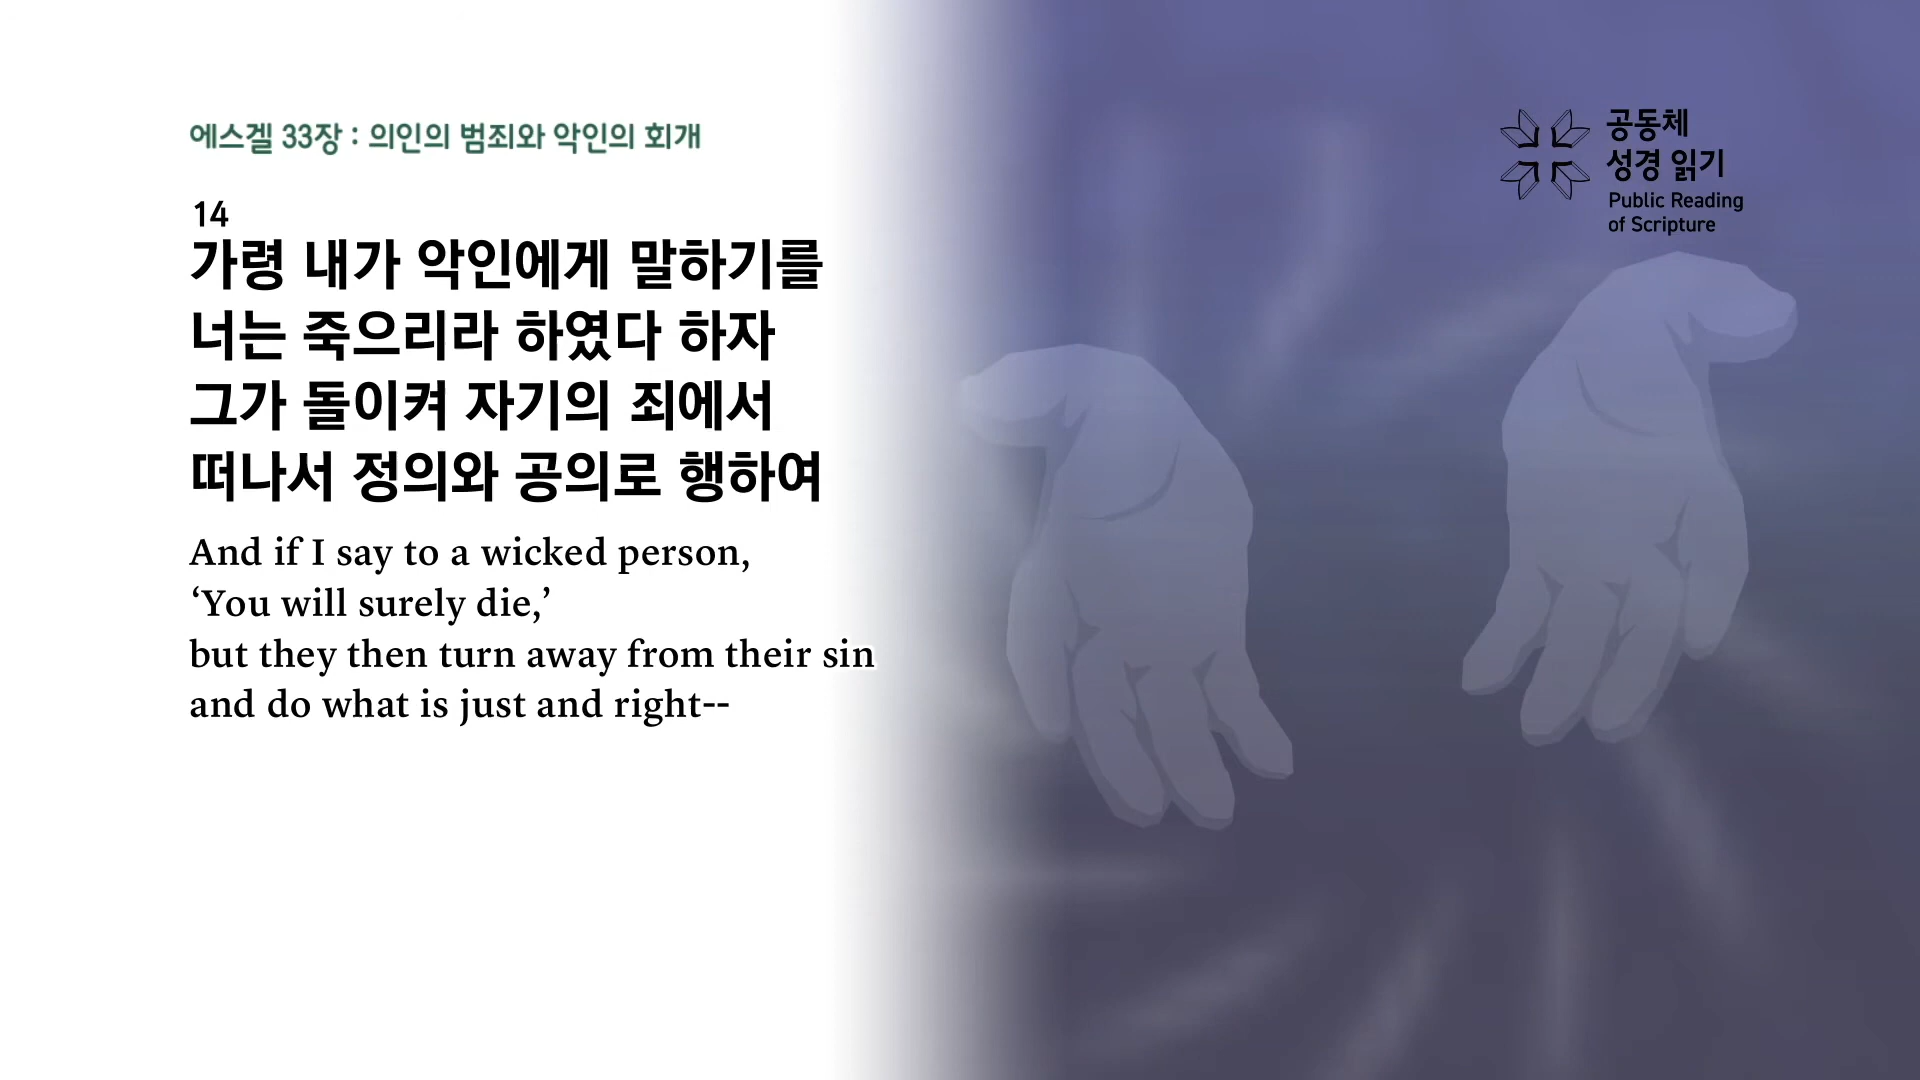 에스겔 33장 : 의인의 범죄와 악인의 회개
14
가령 내가 악인에게 말하기를
너는 죽으리라 하였다 하자
그가 돌이켜 자기의 죄에서
떠나서 정의와 공의로 행하여
And if I say to a wicked person,
‘You will surely die,’
but they then turn away from their sin
and do what is just and right--
공동체
성경 읽기
Public Reading
of Scripture